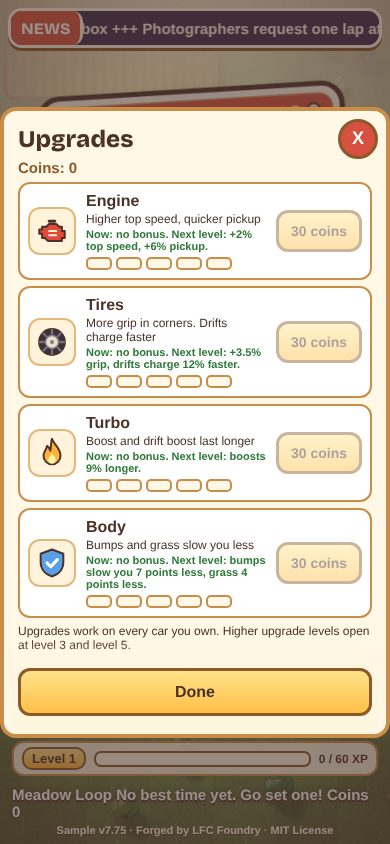 NEWS box +++ Photographers request one lap at
Upgrades
X
Coins: 0
Engine
Higher top speed, quicker pickup
Now: no bonus. Next level: +2%
top speed, +6% pickup.
30 coins
Tires
More grip in corners. Drifts
charge faster
Now: no bonus. Next level: +3.5%
grip, drifts charge 12% faster.
30 coins
Turbo
Boost and drift boost last longer
Now: no bonus. Next level: boosts
9% longer.
30 coins
Body
Bumps and grass slow you less
Now: no bonus. Next level: bumps
slow you 7 points less, grass 4
points less.
30 coins
Upgrades work on every car you own. Higher upgrade levels open
at level 3 and level 5.
Done
Level 1
0 / 60 XP
Meadow Loop No best time yet. Go set one! Coins
0
Sample v7.75 · Forged by LFC Foundry · MIT License